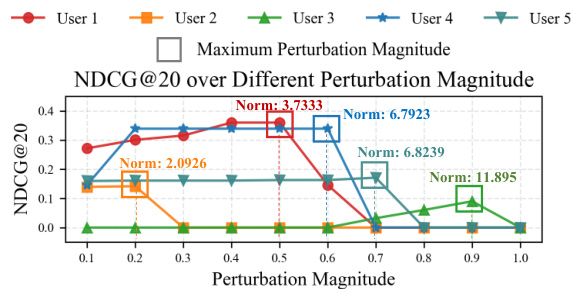 User 1 User 2 User 3 User 4 User 5
Maximum Perturbation Magnitude
NDCG@20 over Different Perturbation Magnitude
Norm: 3.7333
Norm: 6.7923
Norm: 2.0926
Norm: 6.8239
Norm: 11.895
NDCG@20
0.4
0.3
0.2
0.1
0.0
0.1 0.2 0.3 0.4 0.5 0.6 0.7 0.8 0.9 1.0
Perturbation Magnitude